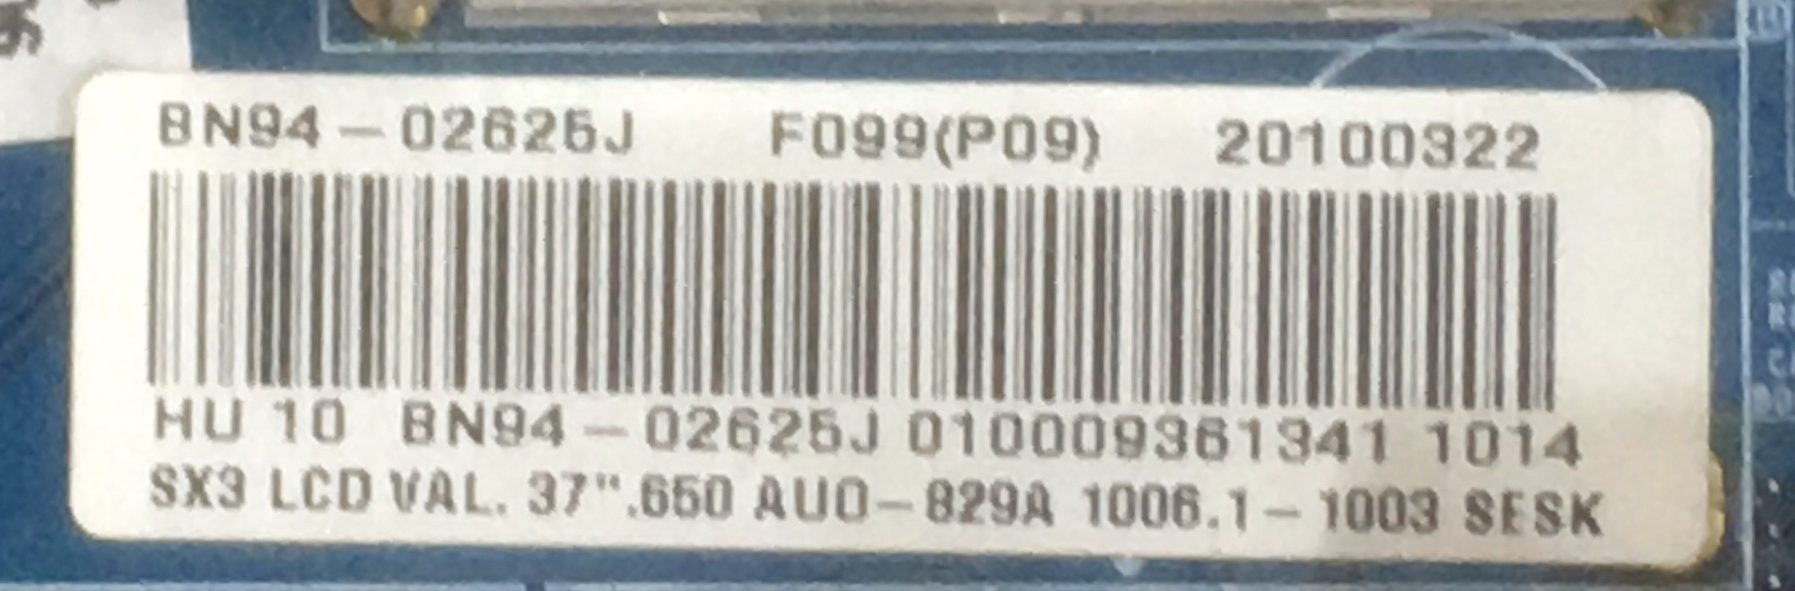 BN94-02625J F099(P09) 20100322
HU 10 BN94-02625J 010009361341 1014
SX3 LCD VAL. 37".650 AUO-829A 1006.1-1003 SESK